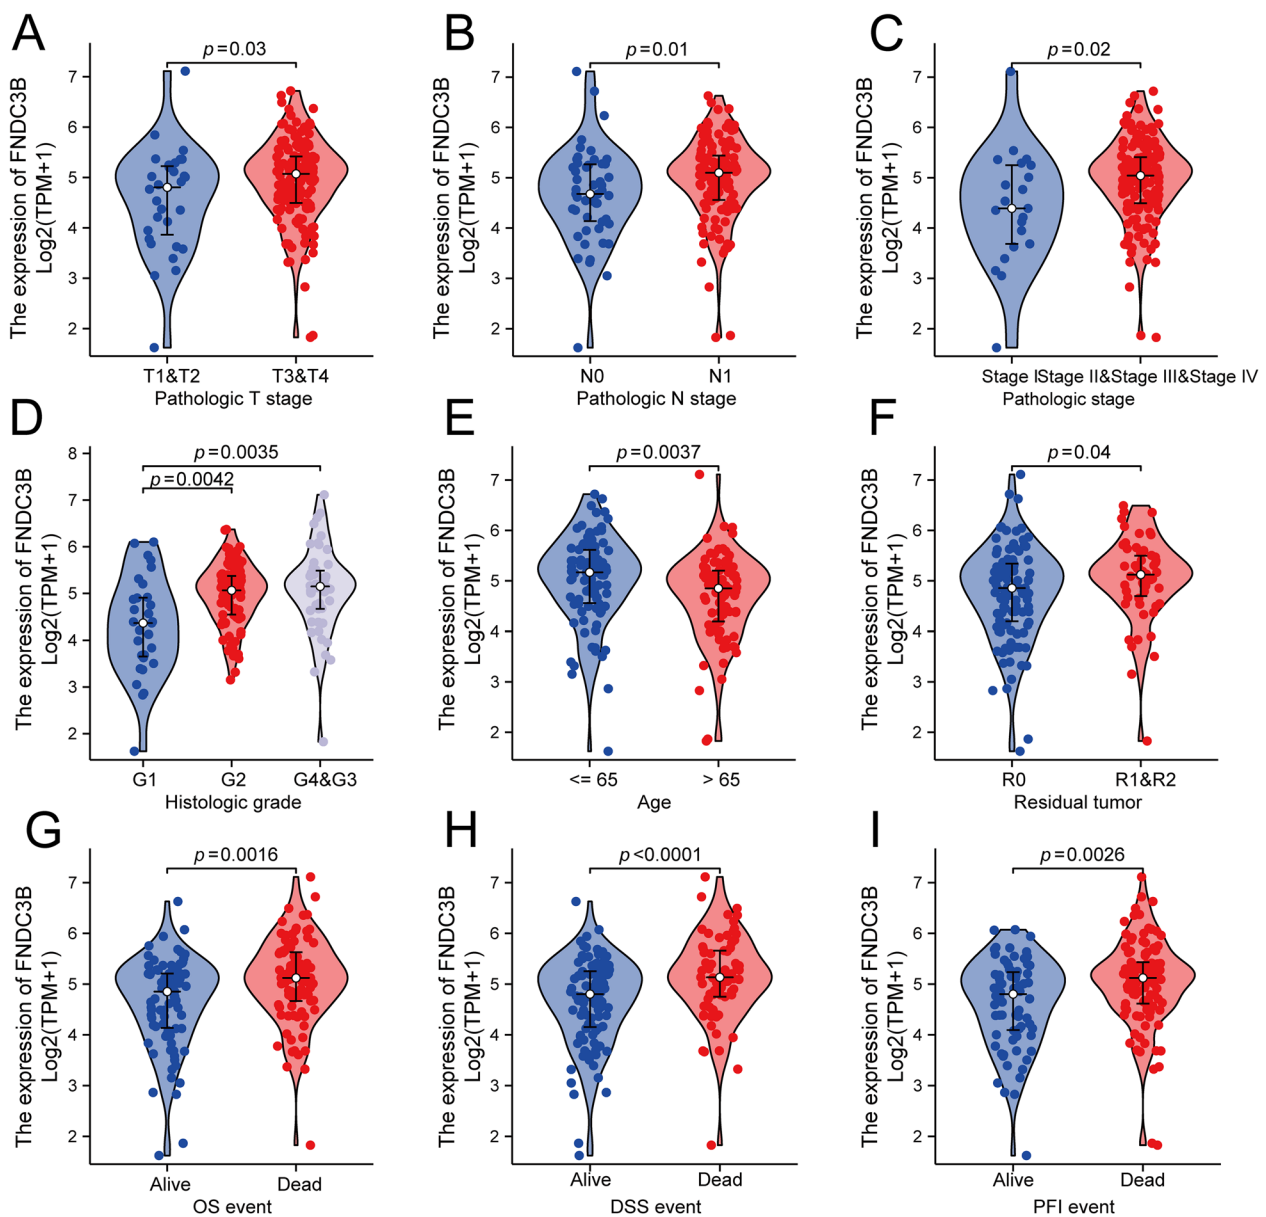 A
The expression of FNDC3B
Log2(TPM+1)
p=0.03
7
6
5
4
3
2
T1&T2
T3&T4
Pathologic T stage
B
The expression of FNDC3B
Log2(TPM+1)
p=0.01
7
6
5
4
3
2
N0
N1
Pathologic N stage
C
The expression of FNDC3B
Log2(TPM+1)
p=0.02
7
6
5
4
3
2
Stage I
Stage II&Stage III&Stage IV
Pathologic stage
D
The expression of FNDC3B
Log2(TPM+1)
p=0.0035
p=0.0042
8
7
6
5
4
3
2
G1
G2
G4&G3
Histologic grade
E
The expression of FNDC3B
Log2(TPM+1)
p=0.0037
7
6
5
4
3
2
<= 65
> 65
Age
F
The expression of FNDC3B
Log2(TPM+1)
p=0.04
7
6
5
4
3
2
R0
R1&R2
Residual tumor
G
The expression of FNDC3B
Log2(TPM+1)
p=0.0016
7
6
5
4
3
2
Alive
Dead
OS event
H
The expression of FNDC3B
Log2(TPM+1)
p<0.0001
7
6
5
4
3
2
Alive
Dead
DSS event
I
The expression of FNDC3B
Log2(TPM+1)
p=0.0026
7
6
5
4
3
2
Alive
Dead
PFI event